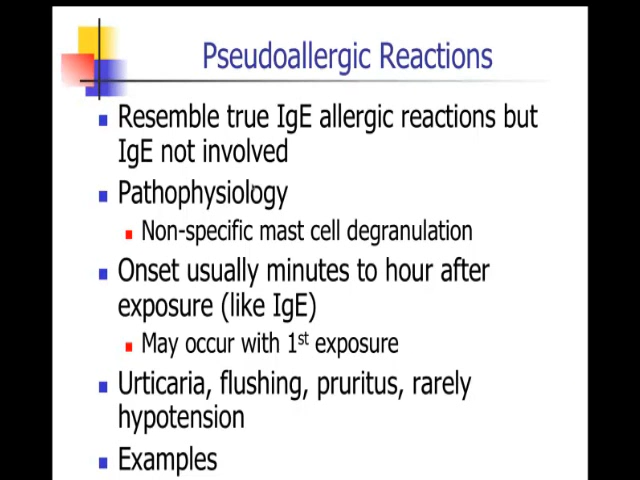 Pseudoallergic Reactions
Resemble true IgE allergic reactions but
IgE not involved
Pathophysiology
Non-specific mast cell degranulation
Onset usually minutes to hour after
exposure (like IgE)
May occur with 1st exposure
Urticaria, flushing, pruritus, rarely
hypotension
Examples